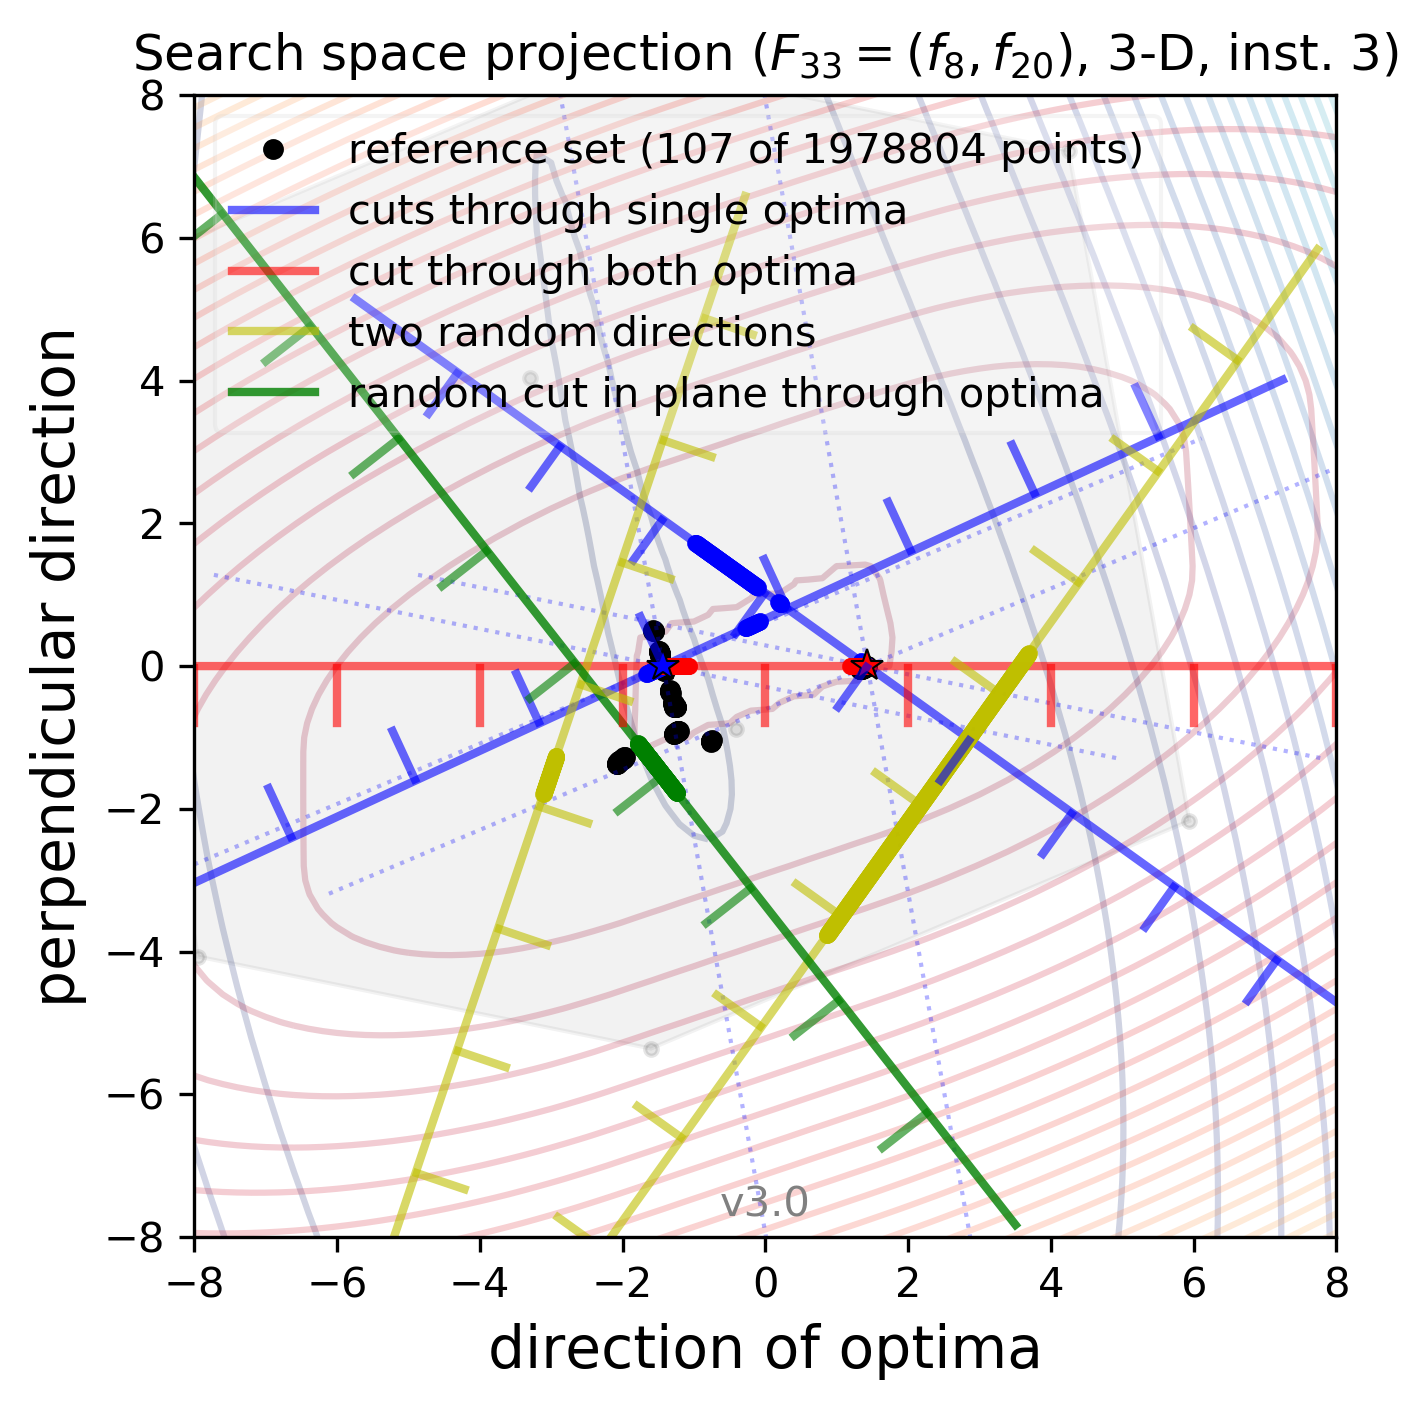 Search space projection (F₃₃ = (f₈, f₂₀), 3-D, inst. 3)
reference set (107 of 1978804 points)
cuts through single optima
cut through both optima
two random directions
random cut in plane through optima
8
6
4
2
0
−2
−4
−6
−8
perpendicular direction
v3.0
−8 −6 −4 −2 0 2 4 6 8
direction of optima